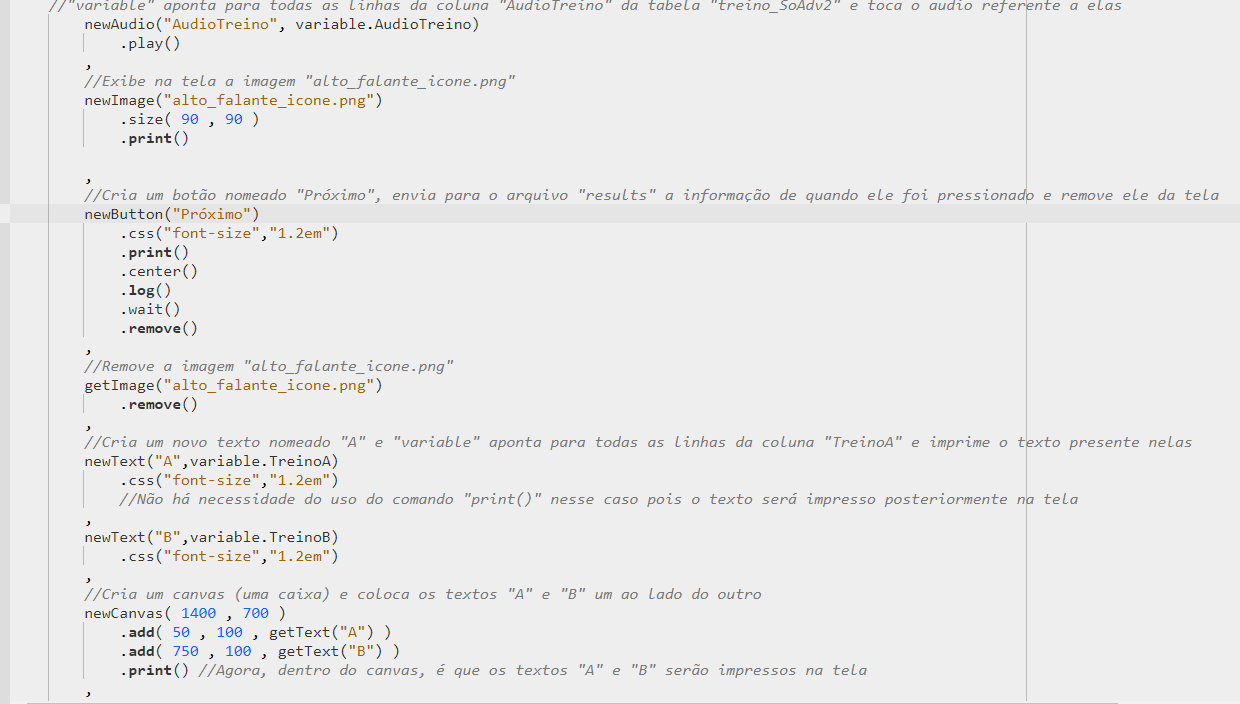 //"variable" aponta para todas as linhas da coluna "AudioTreino" da tabela "treino_SoAdv2" e toca o audio referente a elas
newAudio("AudioTreino", variable.AudioTreino)
.play()
,
//Exibe na tela a imagem "alto_falante_icone.png"
newImage("alto_falante_icone.png")
.size( 90 , 90 )
.print()
,
//Cria um botão nomeado "Próximo", envia para o arquivo "results" a informação de quando ele foi pressionado e remove ele da tela
newButton("Próximo")
.css("font-size","1.2em")
.print()
.center()
.log()
.wait()
.remove()
,
//Remove a imagem "alto_falante_icone.png"
getImage("alto_falante_icone.png")
.remove()
,
//Cria um novo texto nomeado "A" e "variable" aponta para todas as linhas da coluna "TreinoA" e imprime o texto presente nelas
newText("A",variable.TreinoA)
.css("font-size","1.2em")
//Não há necessidade do uso do comando "print()" nesse caso pois o texto será impresso posteriormente na tela
,
newText("B",variable.TreinoB)
.css("font-size","1.2em")
,
//Cria um canvas (uma caixa) e coloca os textos "A" e "B" um ao lado do outro
newCanvas( 1400 , 700 )
.add( 50 , 100 , getText("A") )
.add( 750 , 100 , getText("B") )
.print() //Agora, dentro do canvas, é que os textos "A" e "B" serão impressos na tela
,